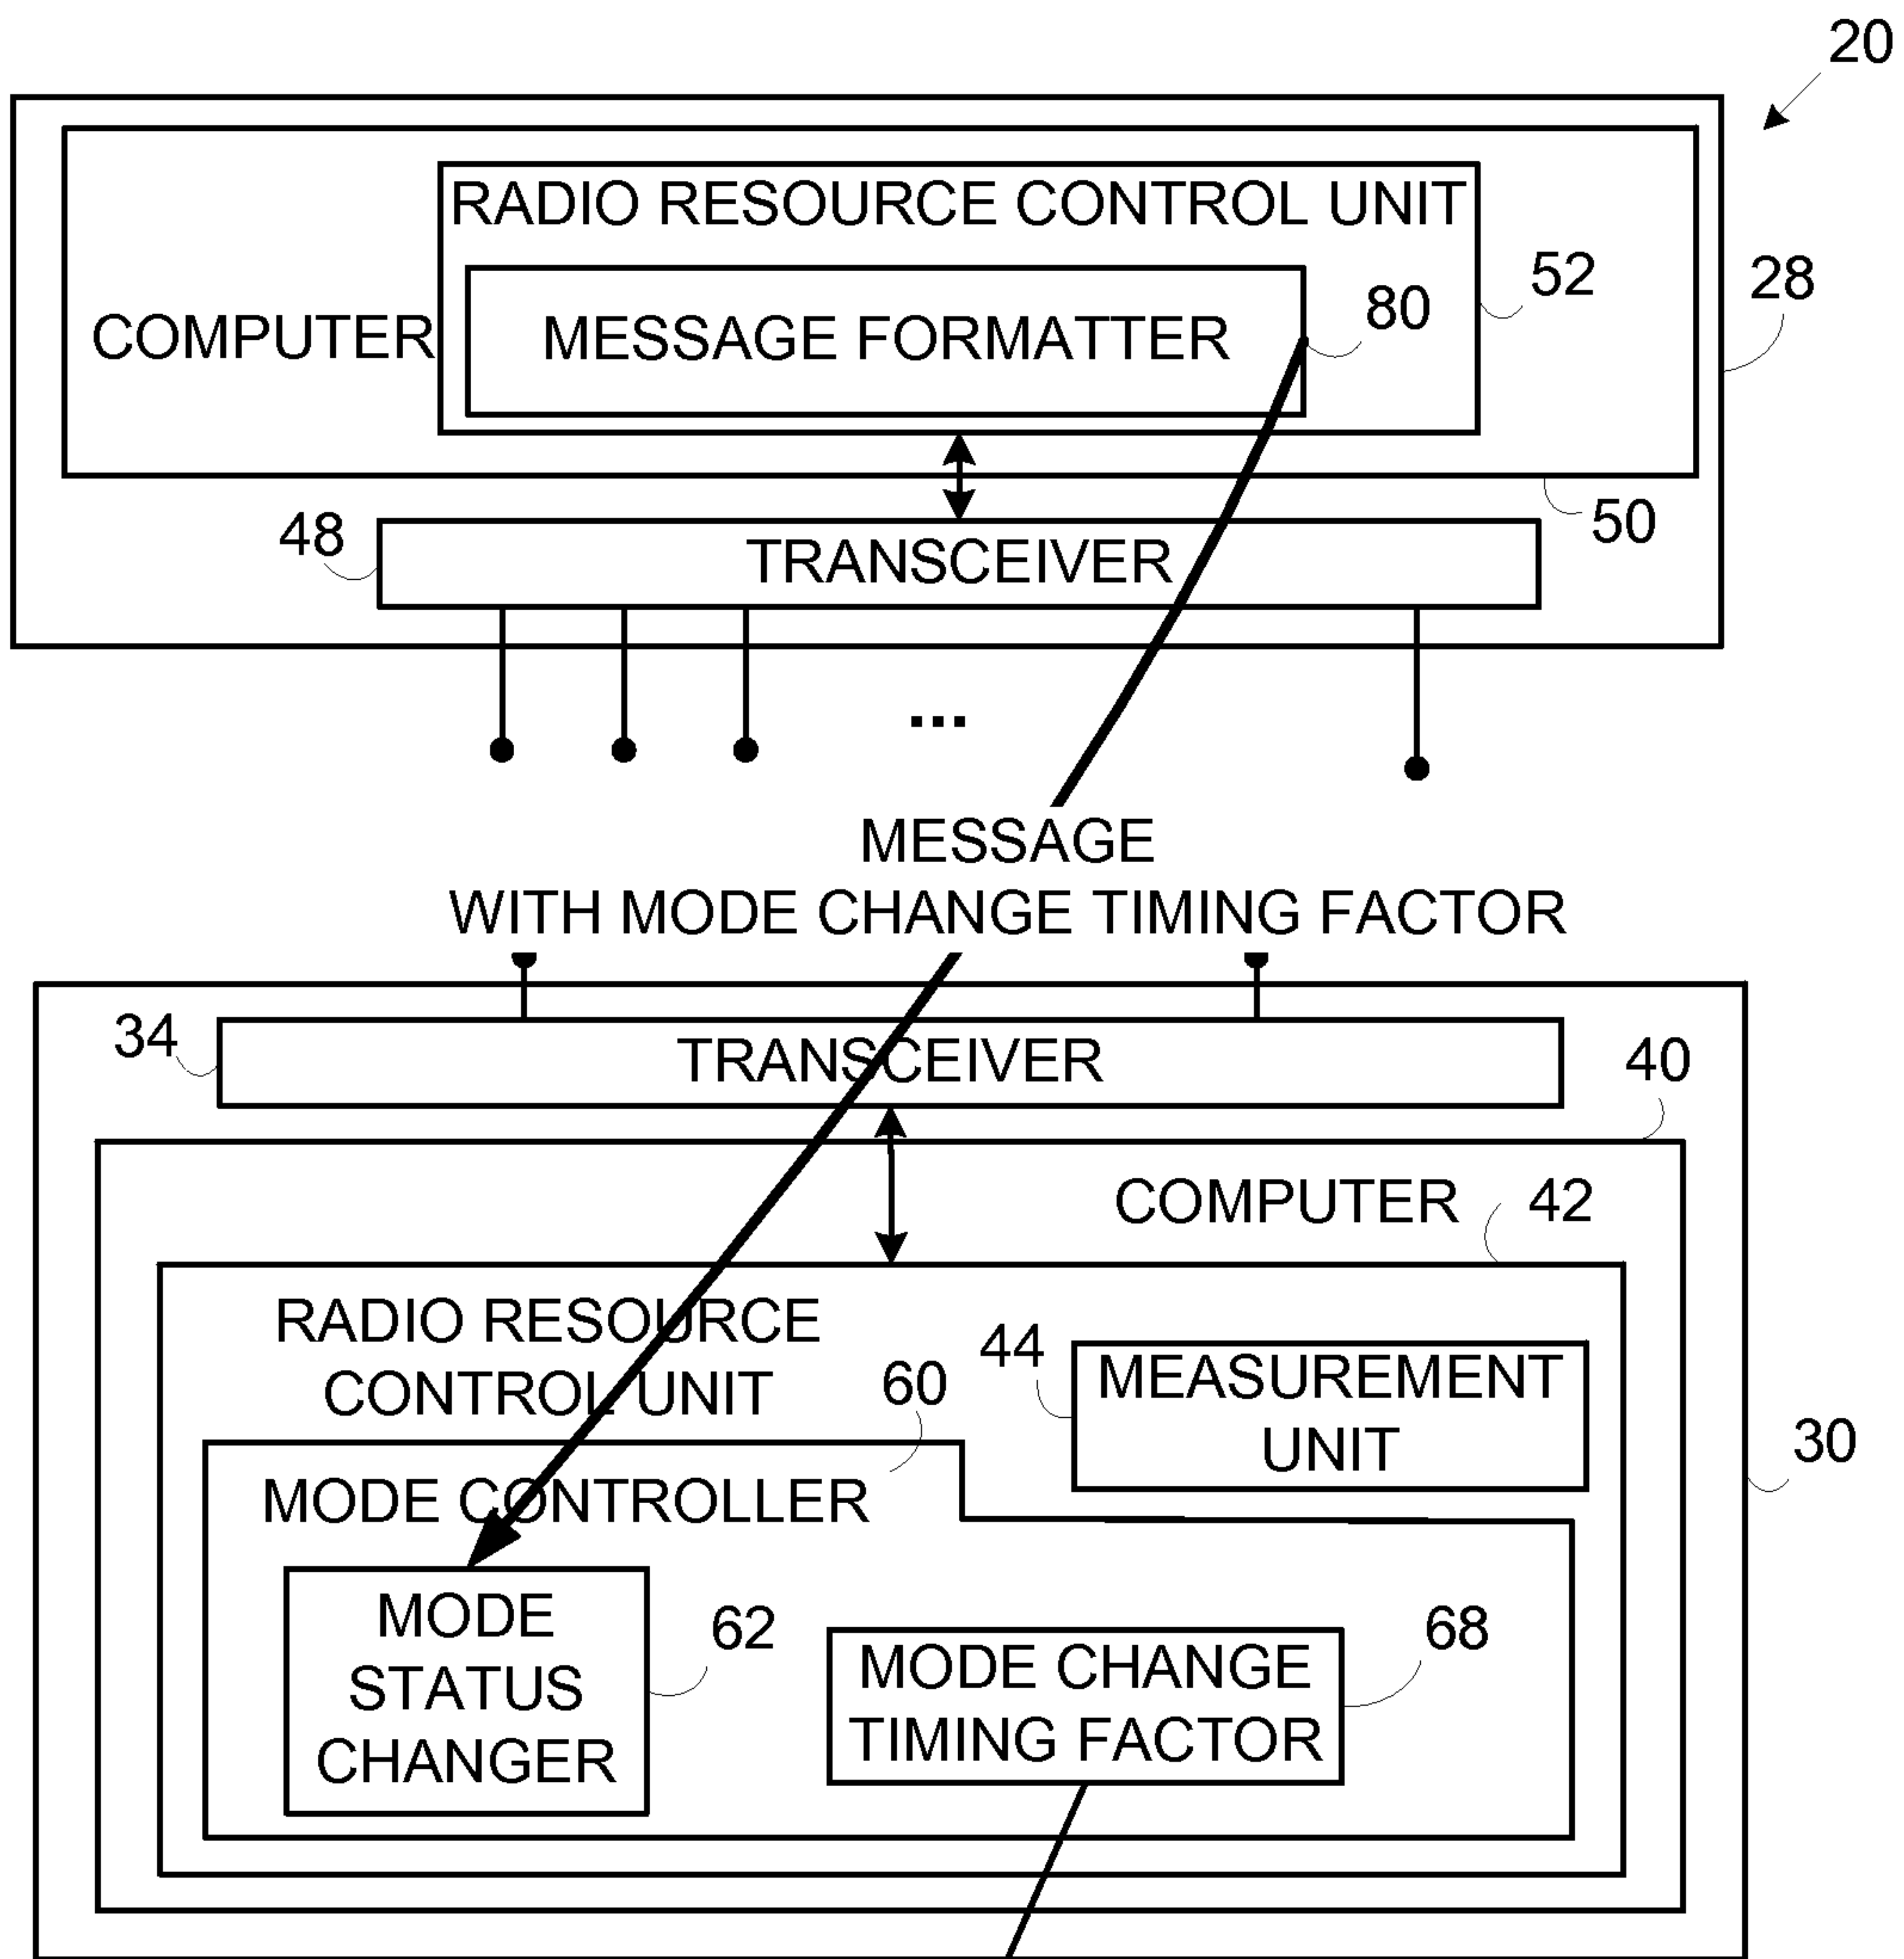 20
RADIO RESOURCE CONTROL UNIT
52
28
COMPUTER
MESSAGE FORMATTER
80
50
48
TRANSCEIVER
...
MESSAGE
WITH MODE CHANGE TIMING FACTOR
34
TRANSCEIVER
40
COMPUTER
42
RADIO RESOURCE
CONTROL UNIT
60
44
MEASUREMENT
UNIT
30
MODE CONTROLLER
MODE
STATUS
CHANGER
62
MODE CHANGE
TIMING FACTOR
68